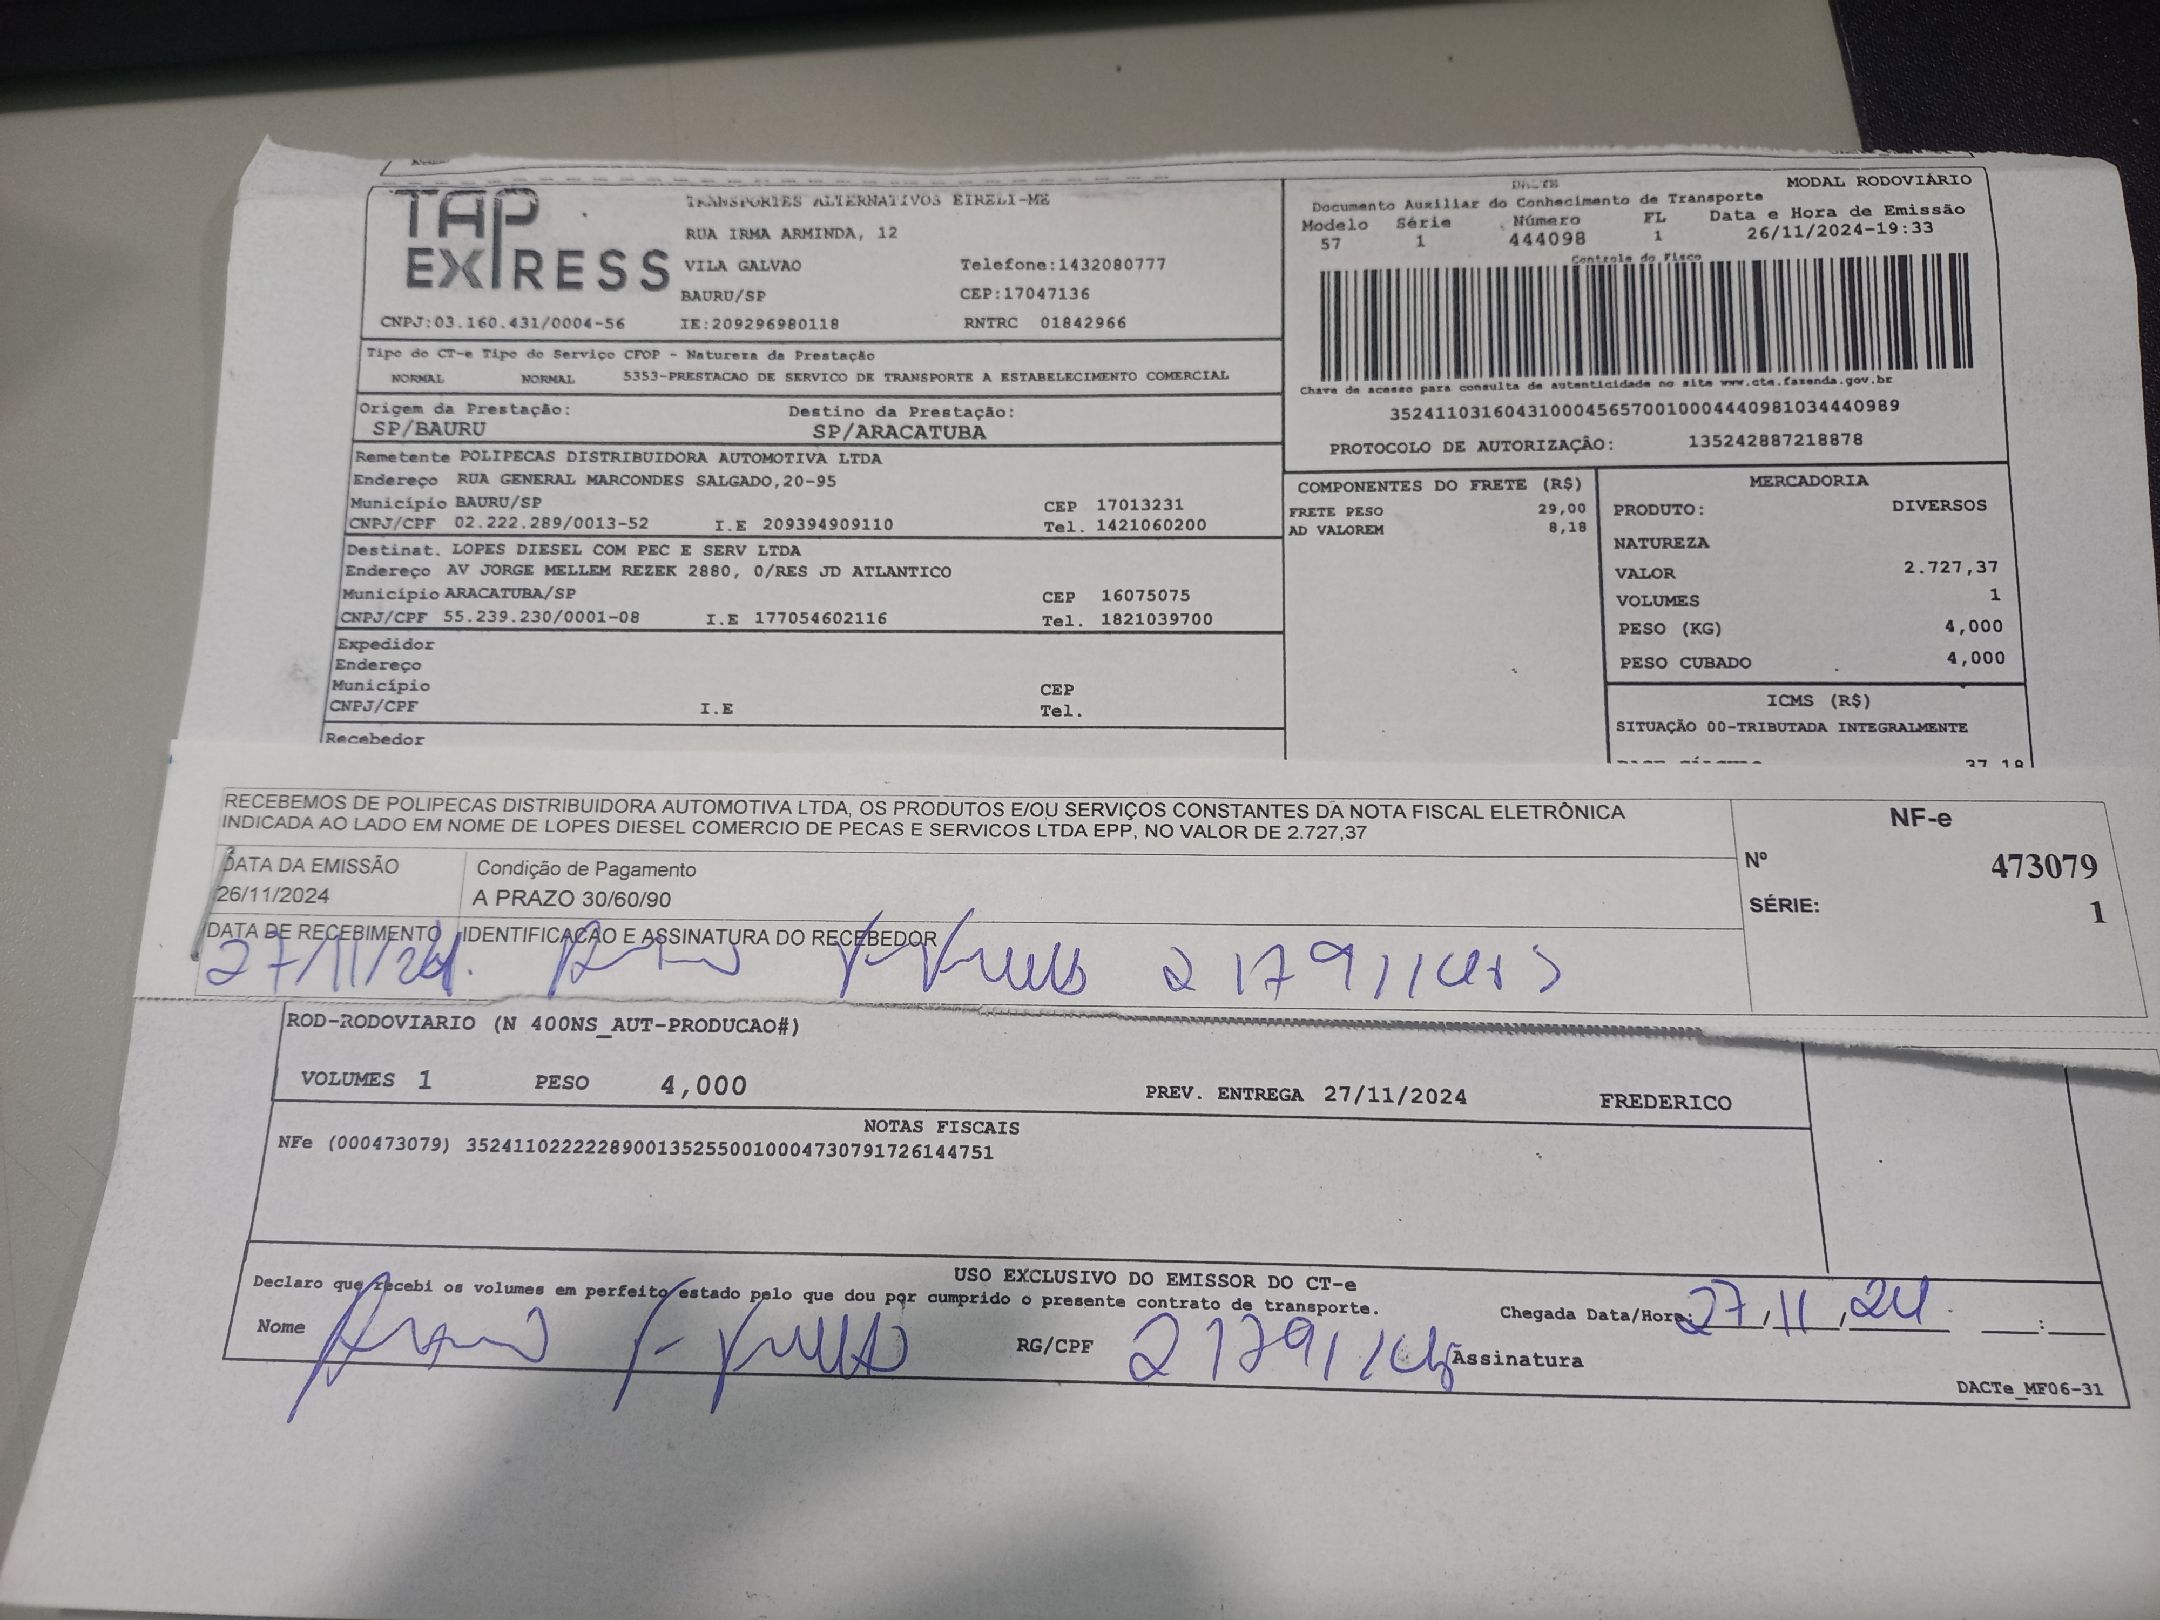 TAP EXPRESS
TRANSPORTES ALTERNATIVOS EIRELI-ME
RUA IRMA ARMINDA, 12
VILA GALVAO Telefone:1432080777
BAURU/SP CEP:17047136
CNPJ:03.160.431/0004-56 IE:209296980118 RNTRC 01842966
Tipo do CT-e Tipo do Serviço CFOP - Natureza da Prestação
NORMAL NORMAL 5353-PRESTACAO DE SERVICO DE TRANSPORTE A ESTABELECIMENTO COMERCIAL
Origem da Prestação: Destino da Prestação:
SP/BAURU SP/ARACATUBA
Remetente POLIPECAS DISTRIBUIDORA AUTOMOTIVA LTDA
Endereço RUA GENERAL MARCONDES SALGADO,20-95
Município BAURU/SP CEP 17013231
CNPJ/CPF 02.222.289/0013-52 I.E 209394909110 Tel. 1421060200
Destinat. LOPES DIESEL COM PEC E SERV LTDA
Endereço AV JORGE MELLEM REZEK 2880, 0/RES JD ATLANTICO
Município ARACATUBA/SP CEP 16075075
CNPJ/CPF 55.239.230/0001-08 I.E 177054602116 Tel. 1821039700
Expedidor
Endereço
Município CEP
CNPJ/CPF I.E Tel.
Recebedor
DACTE MODAL RODOVIÁRIO
Documento Auxiliar do Conhecimento de Transporte
Modelo Série Número FL Data e Hora de Emissão
57 1 444098 1 26/11/2024-19:33
Controle do Fisco
Chave de acesso para consulta de autenticidade no site www.cte.fazenda.gov.br
35241103160431000456570010004440981034440989
PROTOCOLO DE AUTORIZAÇÃO: 135242887218878
COMPONENTES DO FRETE (R$)
FRETE PESO 29,00
AD VALOREM 8,18
MERCADORIA
PRODUTO: DIVERSOS
NATUREZA
VALOR 2.727,37
VOLUMES 1
PESO (KG) 4,000
PESO CUBADO 4,000
ICMS (R$)
SITUAÇÃO 00-TRIBUTADA INTEGRALMENTE
37,18
RECEBEMOS DE POLIPECAS DISTRIBUIDORA AUTOMOTIVA LTDA, OS PRODUTOS E/OU SERVIÇOS CONSTANTES DA NOTA FISCAL ELETRÔNICA
INDICADA AO LADO EM NOME DE LOPES DIESEL COMERCIO DE PECAS E SERVICOS LTDA EPP, NO VALOR DE 2.727,37
DATA DA EMISSÃO Condição de Pagamento
26/11/2024 A PRAZO 30/60/90
DATA DE RECEBIMENTO IDENTIFICAÇÃO E ASSINATURA DO RECEBEDOR
27/11/24
NF-e
Nº 473079
SÉRIE: 1
ROD-RODOVIARIO (N 400NS_AUT-PRODUCAO#)
VOLUMES 1 PESO 4,000 PREV. ENTREGA 27/11/2024 FREDERICO
NOTAS FISCAIS
NFe (000473079) 35241102222289001352550010004730791726144751
USO EXCLUSIVO DO EMISSOR DO CT-e
Declaro que recebi os volumes em perfeito estado pelo que dou por cumprido o presente contrato de transporte.
Chegada Data/Hora: 27,11,24 :
Nome RG/CPF Assinatura
DACTe_MF06-31